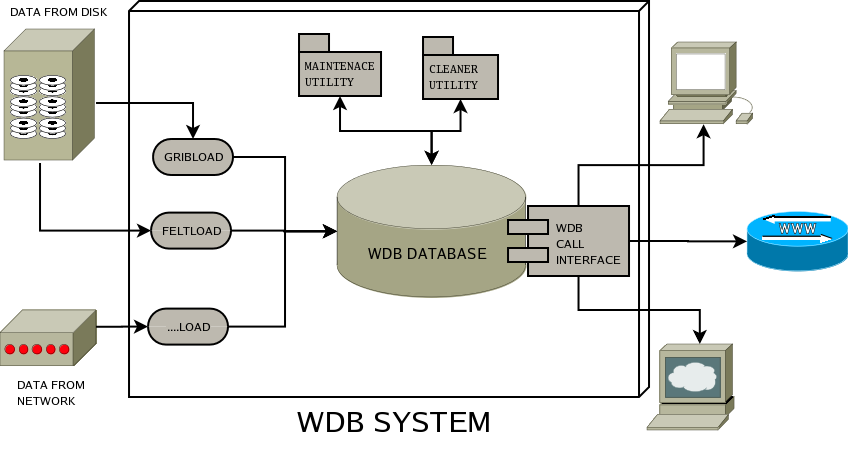 DATA FROM DISK
MAINTENACE
UTILITY
CLEANER
UTILITY
GRIBLOAD
FELTLOAD
WDB DATABASE
WDB
CALL
INTERFACE
WWW
....LOAD
DATA FROM
NETWORK
WDB SYSTEM